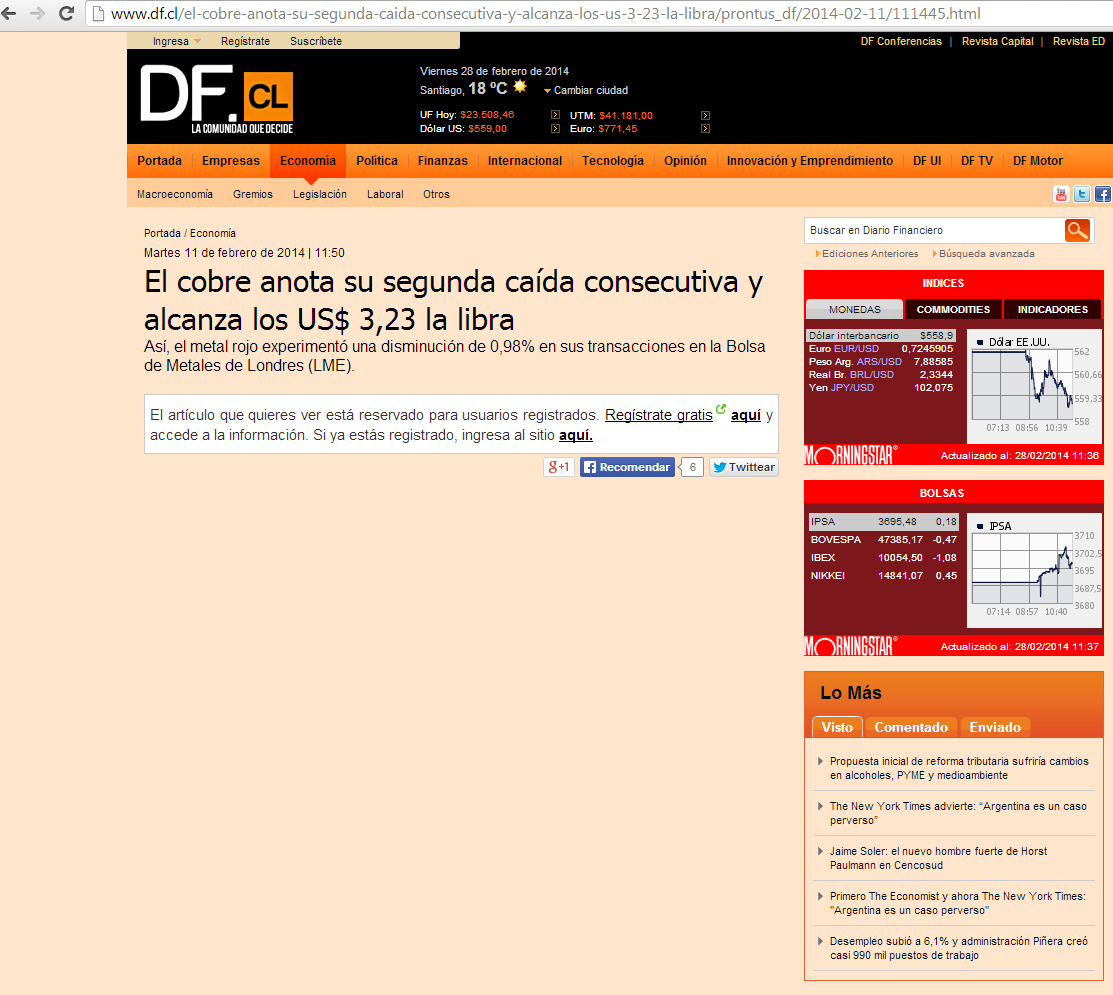 www.df.cl/el-cobre-anota-su-segunda-caida-consecutiva-y-alcanza-los-us-3-23-la-libra/prontus_df/2014-02-11/111445.html
Ingresa Regístrate Suscríbete
DF Conferencias | Revista Capital | Revista ED
DF.CL
LA COMUNIDAD QUE DECIDE
Viernes 28 de febrero de 2014
Santiago, 18 ºC Cambiar ciudad
UF Hoy: $23.508,46 UTM: $41.181,00
Dólar US: $559,00 Euro: $771,45
Portada Empresas Economía Política Finanzas Internacional Tecnología Opinión Innovación y Emprendimiento DF UI DF TV DF Motor
Macroeconomía Gremios Legislación Laboral Otros
Portada / Economía
Martes 11 de febrero de 2014 | 11:50
El cobre anota su segunda caída consecutiva y
alcanza los US$ 3,23 la libra
Así, el metal rojo experimentó una disminución de 0,98% en sus transacciones en la Bolsa
de Metales de Londres (LME).
El artículo que quieres ver está reservado para usuarios registrados. Regístrate gratis aquí y
accede a la información. Si ya estás registrado, ingresa al sitio aquí.
g+1 Recomendar 6 Twittear
Buscar en Diario Financiero
Ediciones Anteriores Búsqueda avanzada
INDICES
MONEDAS COMMODITIES INDICADORES
Dólar interbancario $558,9
Euro EUR/USD 0,7245905
Peso Arg. ARS/USD 7,88585
Real Br. BRL/USD 2,3344
Yen JPY/USD 102,075
Dólar EE.UU.
562
560,66
559,33
558
07:13 08:56 10:39
MORNINGSTAR Actualizado al: 28/02/2014 11:36
BOLSAS
IPSA 3695,48 0,18
BOVESPA 47385,17 -0,47
IBEX 10054,50 -1,08
NIKKEI 14841,07 0,45
IPSA
3710
3702,5
3695
3687,5
3680
07:14 08:57 10:40
MORNINGSTAR Actualizado al: 28/02/2014 11:37
Lo Más
Visto Comentado Enviado
Propuesta inicial de reforma tributaria sufriría cambios
en alcoholes, PYME y medioambiente
The New York Times advierte: “Argentina es un caso
perverso”
Jaime Soler: el nuevo hombre fuerte de Horst
Paulmann en Cencosud
Primero The Economist y ahora The New York Times:
"Argentina es un caso perverso"
Desempleo subió a 6,1% y administración Piñera creó
casi 990 mil puestos de trabajo